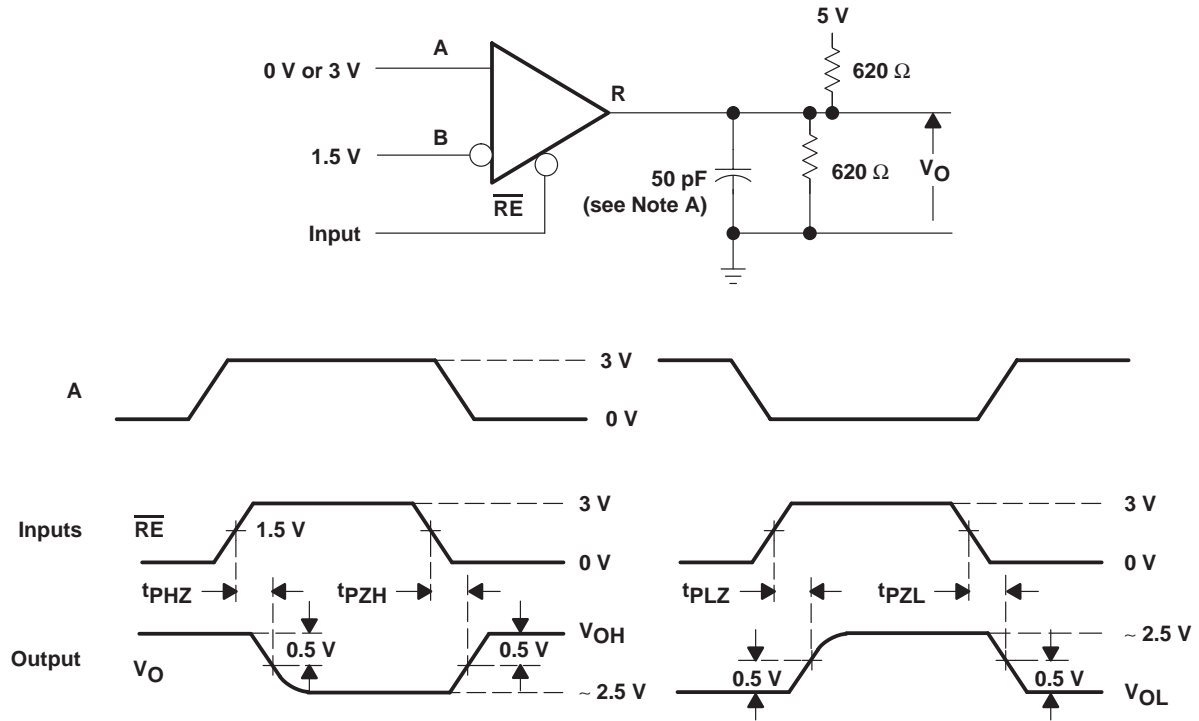 5 V
A
0 V or 3 V
620 Ω
R
B
1.5 V
VO
50 pF
620 Ω
(see Note A)
RE
Input
3 V
A
0 V
3 V
3 V
Inputs
RE
1.5 V
0 V
0 V
tPHZ
tPZH
tPLZ
tPZL
VOH
~ 2.5 V
0.5 V
0.5 V
Output
VO
0.5 V
0.5 V
~ 2.5 V
VOL